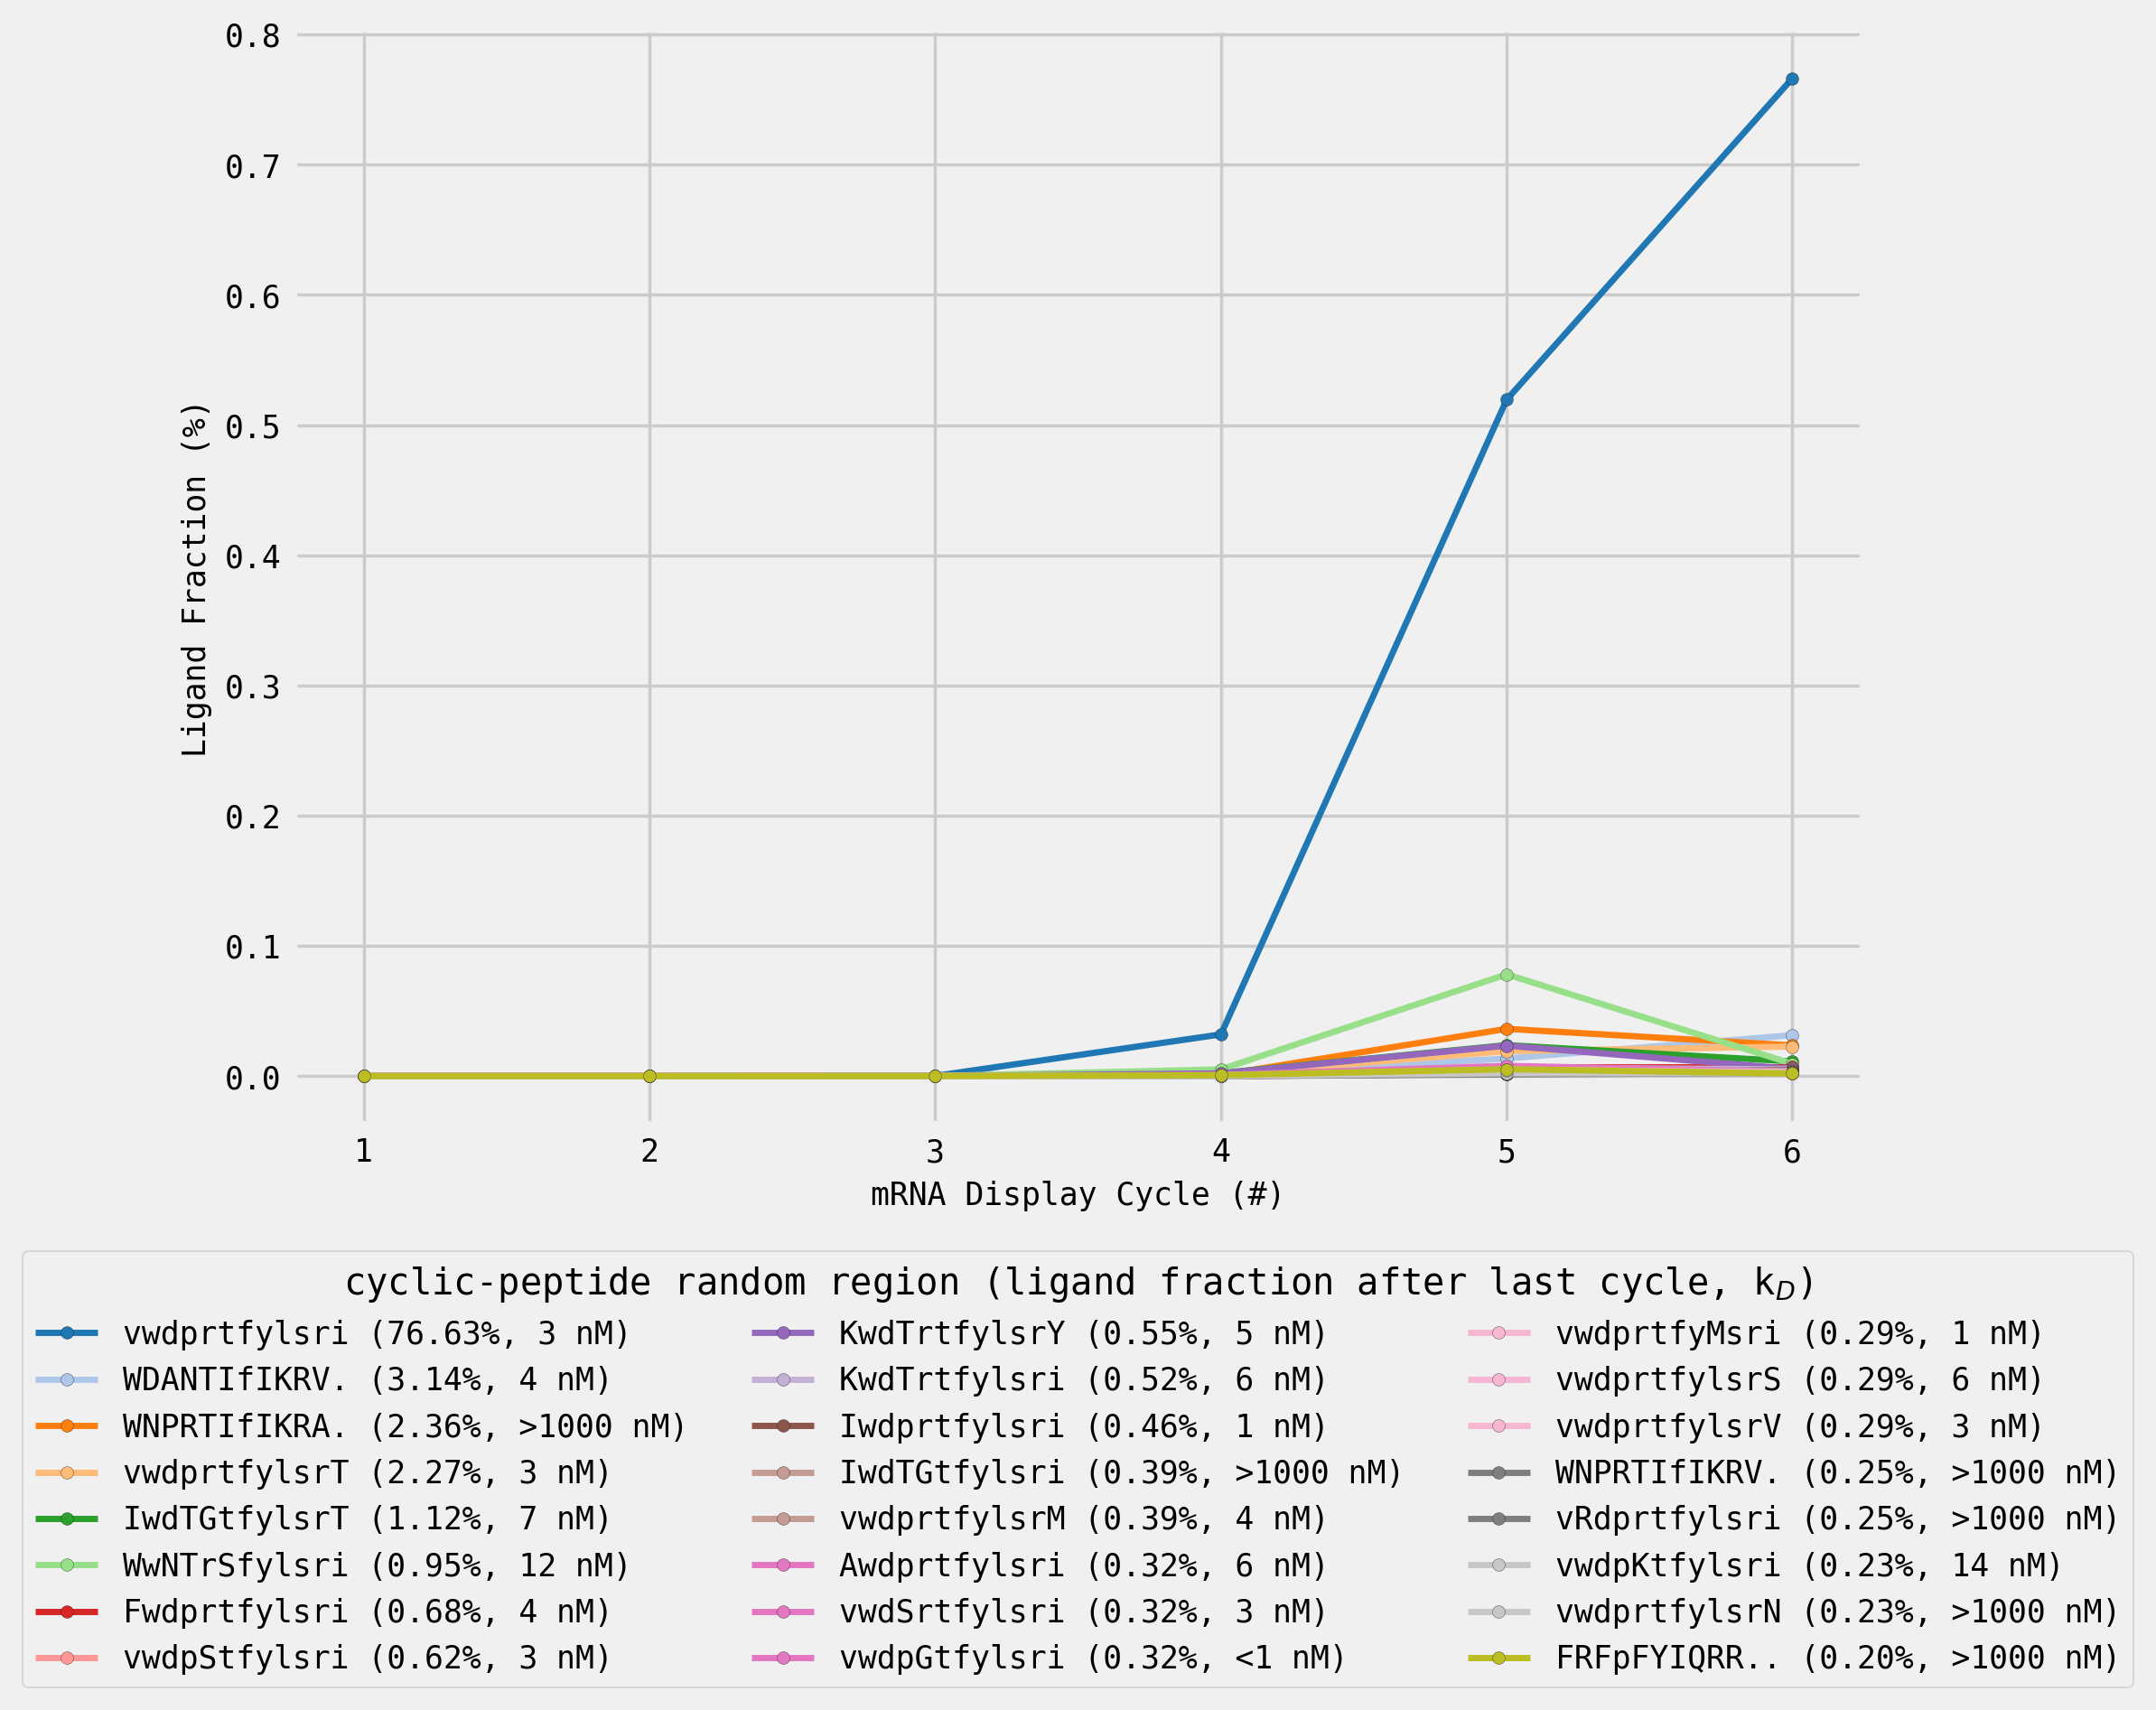 0.8
0.7
0.6
0.5
0.4
0.3
0.2
0.1
0.0
Ligand Fraction (%)
1 2 3 4 5 6
mRNA Display Cycle (#)
cyclic-peptide random region (ligand fraction after last cycle, k_D)
vwdprtfylsri (76.63%, 3 nM)
WDANTIfIKRV. (3.14%, 4 nM)
WNPRTIfIKRA. (2.36%, >1000 nM)
vwdprtfylsrT (2.27%, 3 nM)
IwdTGtfylsrT (1.12%, 7 nM)
WwNTrSfylsri (0.95%, 12 nM)
Fwdprtfylsri (0.68%, 4 nM)
vwdpStfylsri (0.62%, 3 nM)
KwdTrtfylsrY (0.55%, 5 nM)
KwdTrtfylsri (0.52%, 6 nM)
Iwdprtfylsri (0.46%, 1 nM)
IwdTGtfylsri (0.39%, >1000 nM)
vwdprtfylsrM (0.39%, 4 nM)
Awdprtfylsri (0.32%, 6 nM)
vwdSrtfylsri (0.32%, 3 nM)
vwdpGtfylsri (0.32%, <1 nM)
vwdprtfyMsri (0.29%, 1 nM)
vwdprtfylsrS (0.29%, 6 nM)
vwdprtfylsrV (0.29%, 3 nM)
WNPRTIfIKRV. (0.25%, >1000 nM)
vRdprtfylsri (0.25%, >1000 nM)
vwdpKtfylsri (0.23%, 14 nM)
vwdprtfylsrN (0.23%, >1000 nM)
FRFpFYIQRR.. (0.20%, >1000 nM)